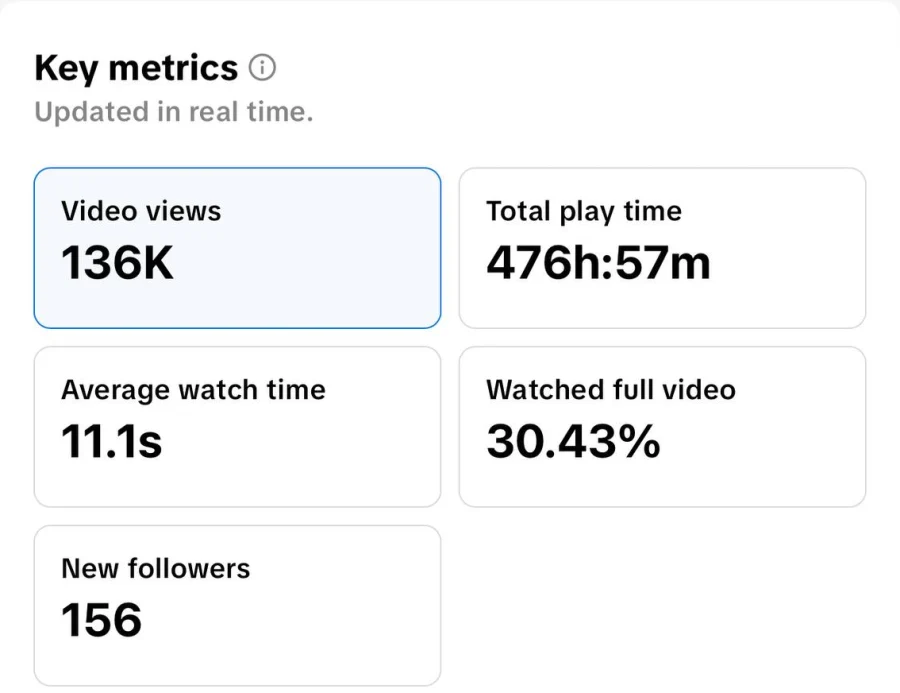 Key metrics
Updated in real time.
Video views
136K
Total play time
476h:57m
Average watch time
11.1s
Watched full video
30.43%
New followers
156